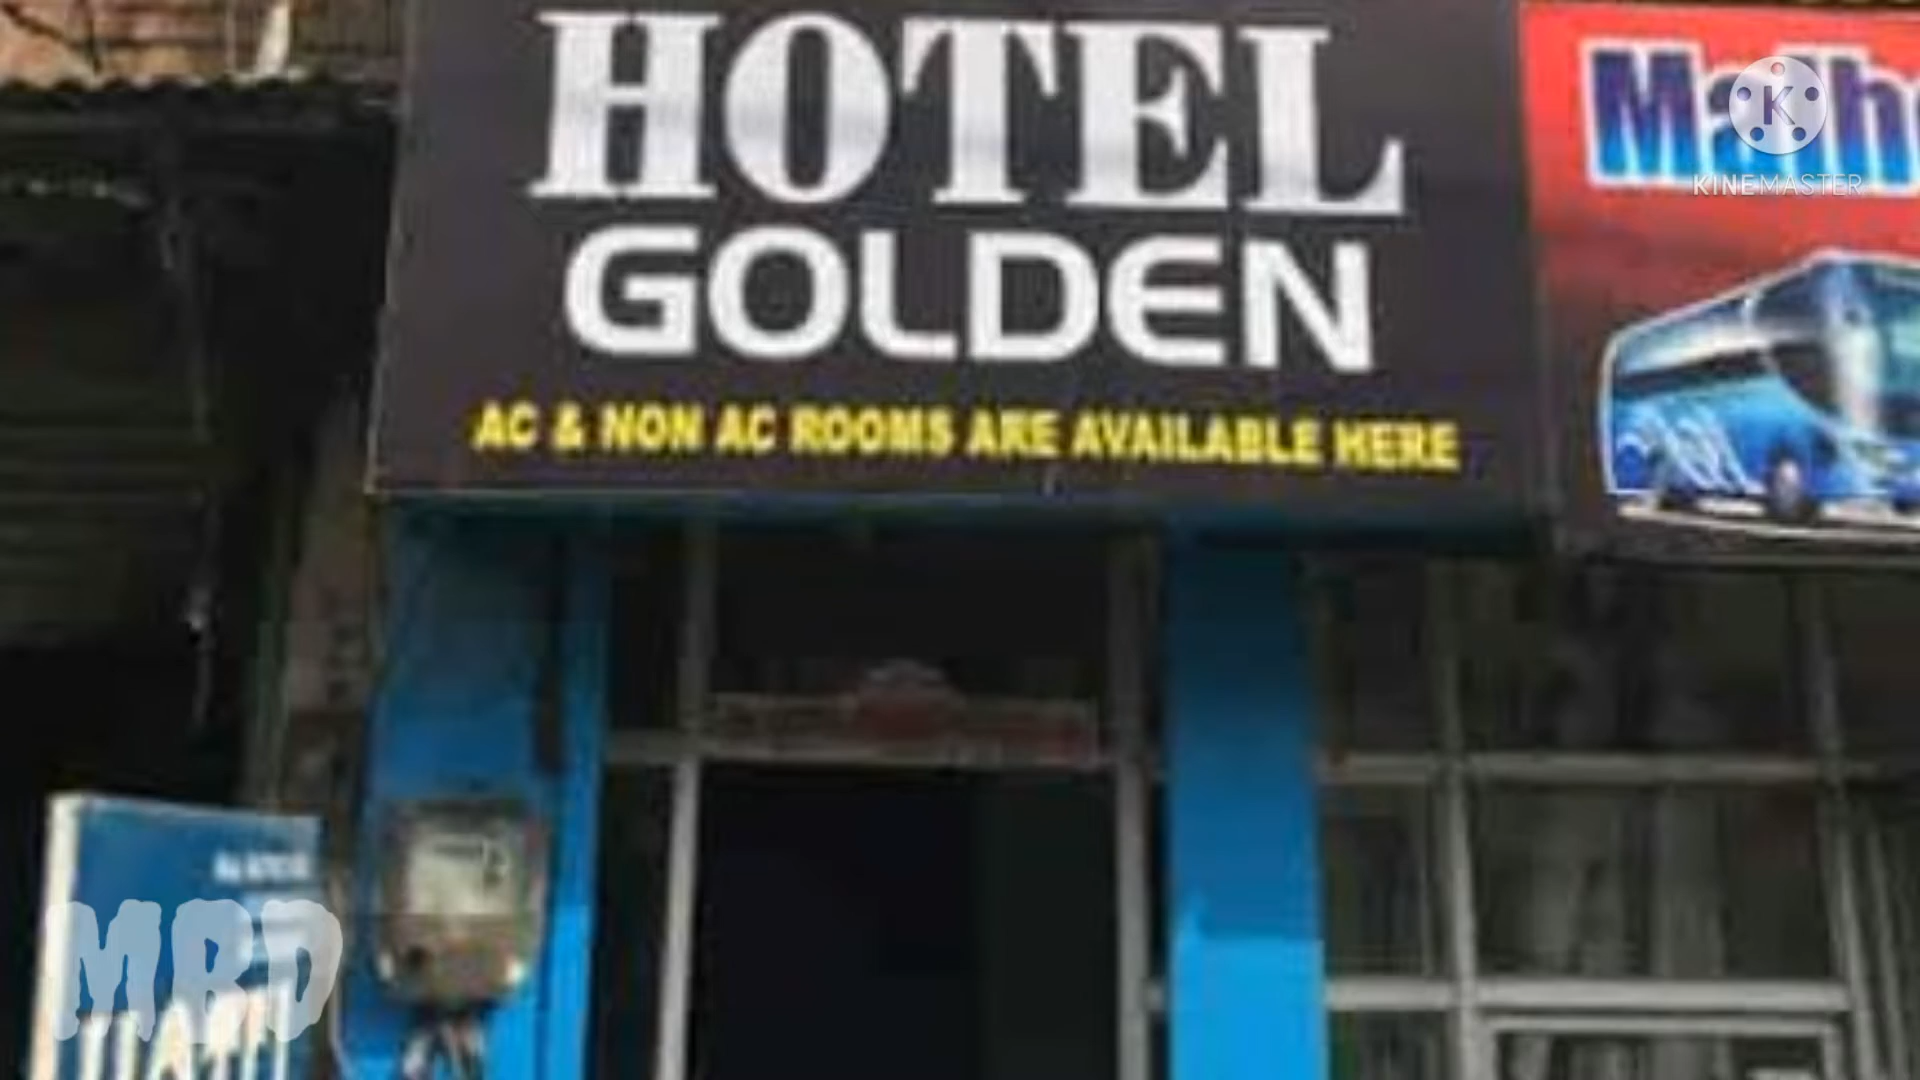 HOTEL
GOLDEN
AC & NON AC ROOMS ARE AVAILABLE HERE
KINEMASTER
MBD